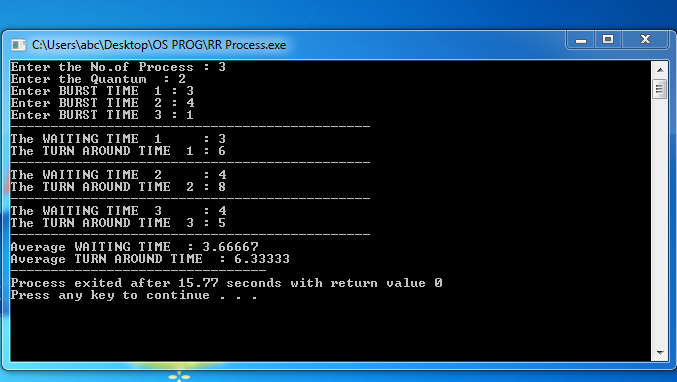 C:\Users\abc\Desktop\OS PROG\RR Process.exe
Enter the No.of Process : 3
Enter the Quantum  : 2
Enter BURST TIME  1 : 3
Enter BURST TIME  2 : 4
Enter BURST TIME  3 : 1
---------------------------------------------
The WAITING TIME  1     : 3
The TURN AROUND TIME  1 : 6
---------------------------------------------
The WAITING TIME  2     : 4
The TURN AROUND TIME  2 : 8
---------------------------------------------
The WAITING TIME  3     : 4
The TURN AROUND TIME  3 : 5
---------------------------------------------
Average WAITING TIME  : 3.66667
Average TURN AROUND TIME  : 6.33333
--------------------------------
Process exited after 15.77 seconds with return value 0
Press any key to continue . . .